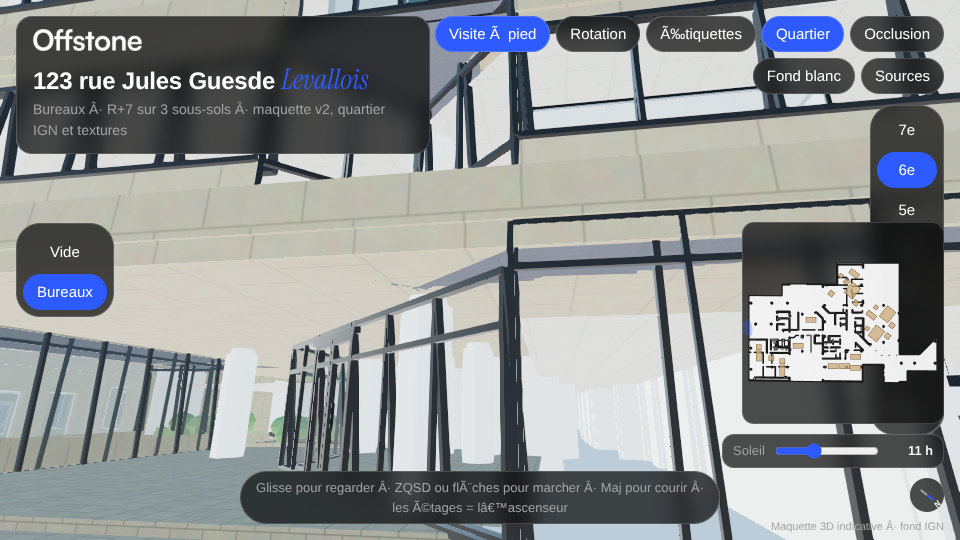 Offstone
123 rue Jules Guesde Levallois
Bureaux Â· R+7 sur 3 sous-sols Â· maquette v2, quartier
IGN et textures
Visite Ã  pied
Rotation
Ã‰tiquettes
Quartier
Occlusion
Fond blanc
Sources
7e
6e
5e
Vide
Bureaux
Soleil
11 h
Glisse pour regarder Â· ZQSD ou flÃ¨ches pour marcher Â· Maj pour courir Â·
les Ã©tages = lâ€™ascenseur
N
Maquette 3D indicative Â· fond IGN